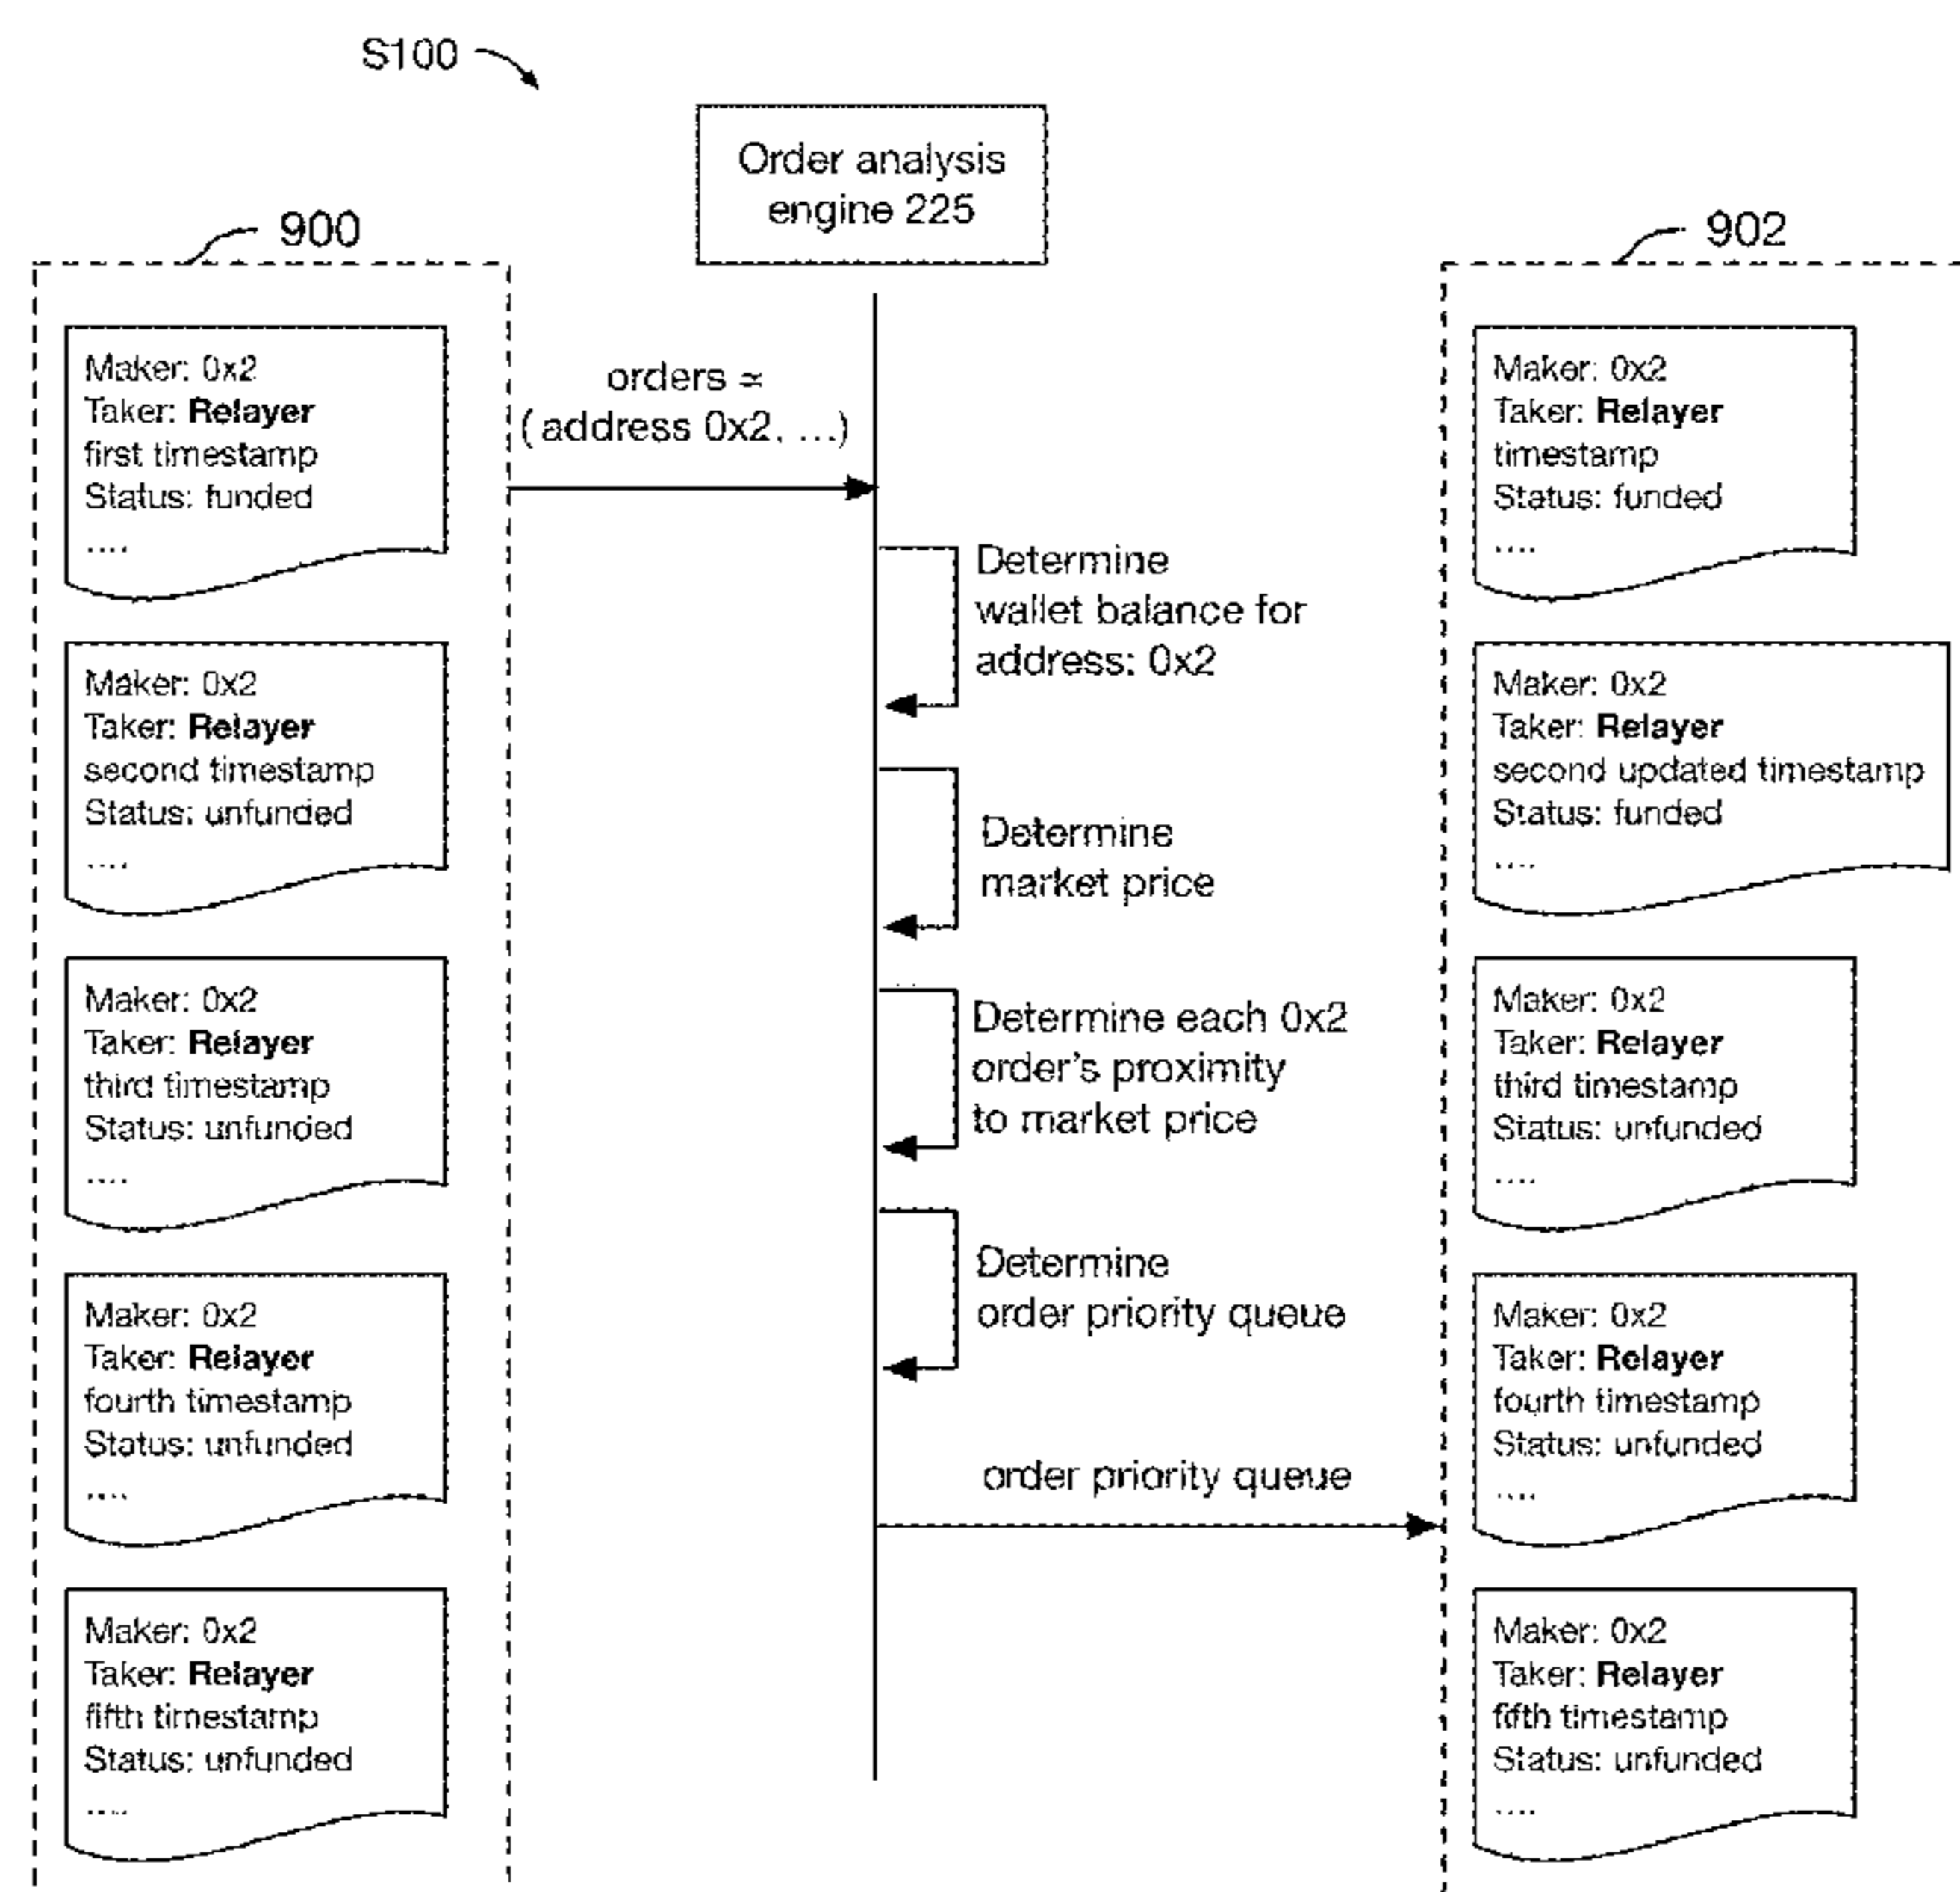 S100
Order analysis
engine 225
900
Maker: 0x2
Taker: Relayer
first timestamp
Status: funded
....
Maker: 0x2
Taker: Relayer
second timestamp
Status: unfunded
....
Maker: 0x2
Taker: Relayer
third timestamp
Status: unfunded
....
Maker: 0x2
Taker: Relayer
fourth timestamp
Status: unfunded
....
Maker: 0x2
Taker: Relayer
fifth timestamp
Status: unfunded
....
orders =
(address 0x2, ...)
Determine
wallet balance for
address: 0x2
Determine
market price
Determine each 0x2
order's proximity
to market price
Determine
order priority queue
order priority queue
902
Maker: 0x2
Taker: Relayer
timestamp
Status: funded
....
Maker: 0x2
Taker: Relayer
second updated timestamp
Status: funded
....
Maker: 0x2
Taker: Relayer
third timestamp
Status: unfunded
....
Maker: 0x2
Taker: Relayer
fourth timestamp
Status: unfunded
....
Maker: 0x2
Taker: Relayer
fifth timestamp
Status: unfunded
....